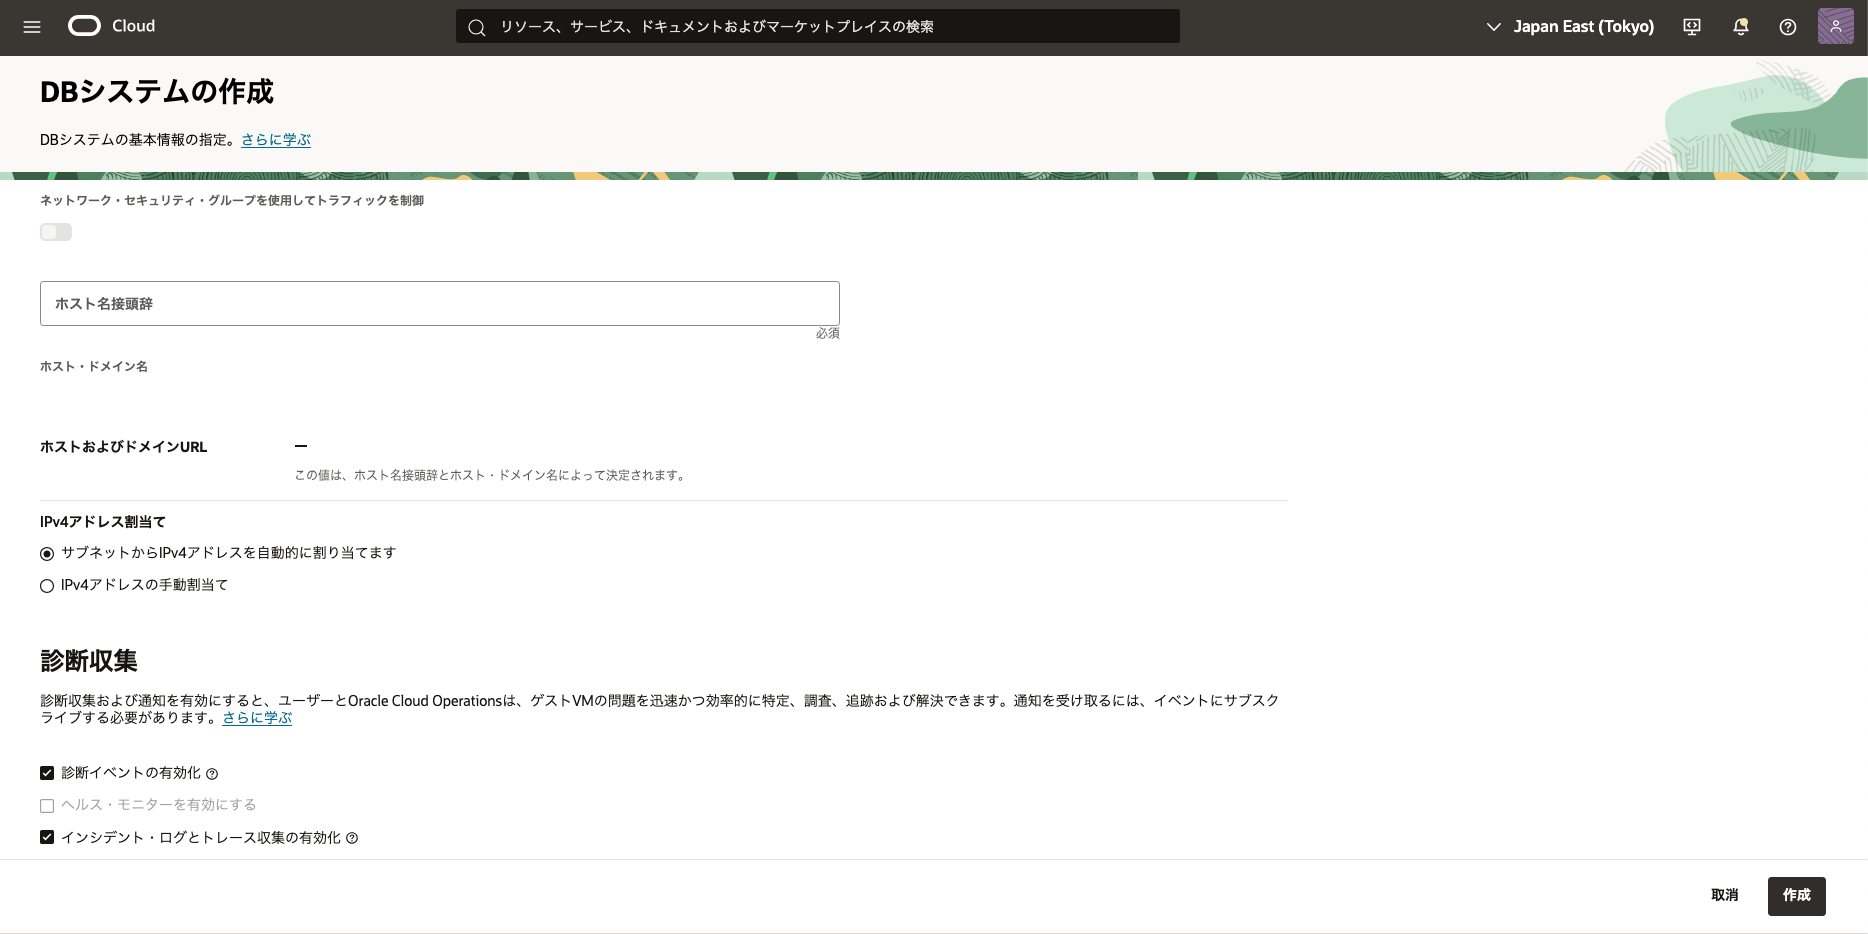 Cloud
リソース、サービス、ドキュメントおよびマーケットプレイスの検索
Japan East (Tokyo)
DBシステムの作成
DBシステムの基本情報の指定。さらに学ぶ
ネットワーク・セキュリティ・グループを使用してトラフィックを制御
ホスト名接頭辞
必須
ホスト・ドメイン名
ホストおよびドメインURL
—
この値は、ホスト名接頭辞とホスト・ドメイン名によって決定されます。
IPv4アドレス割当て
サブネットからIPv4アドレスを自動的に割り当てます
IPv4アドレスの手動割当て
診断収集
診断収集および通知を有効にすると、ユーザーとOracle Cloud Operationsは、ゲストVMの問題を迅速かつ効率的に特定、調査、追跡および解決できます。通知を受け取るには、イベントにサブスク
ライブする必要があります。さらに学ぶ
診断イベントの有効化
ヘルス・モニターを有効にする
インシデント・ログとトレース収集の有効化
取消
作成